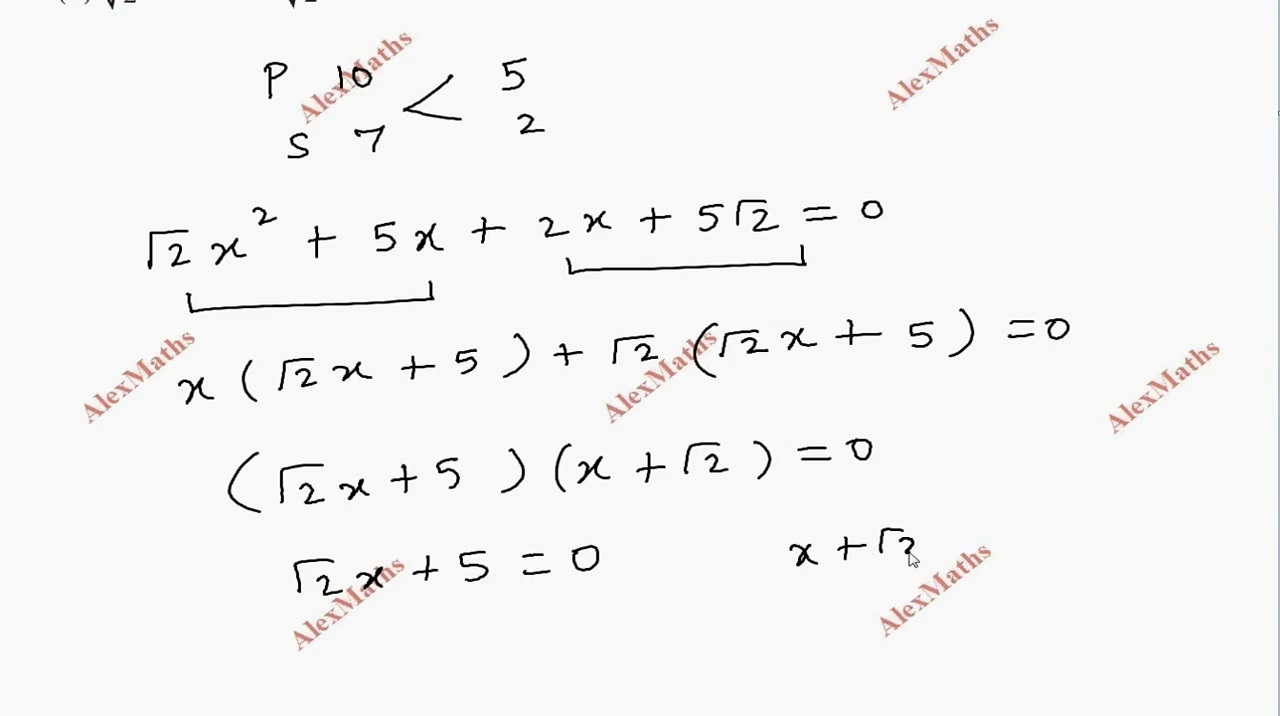 P 10 < 5
S 7 2
√2 x² + 5x + 2x + 5√2 = 0
x (√2 x + 5) + √2 (√2 x + 5) = 0
(√2 x + 5) (x + √2) = 0
√2 x + 5 = 0 x + √2
AlexMaths
AlexMaths
AlexMaths
AlexMaths
AlexMaths
AlexMaths
AlexMaths